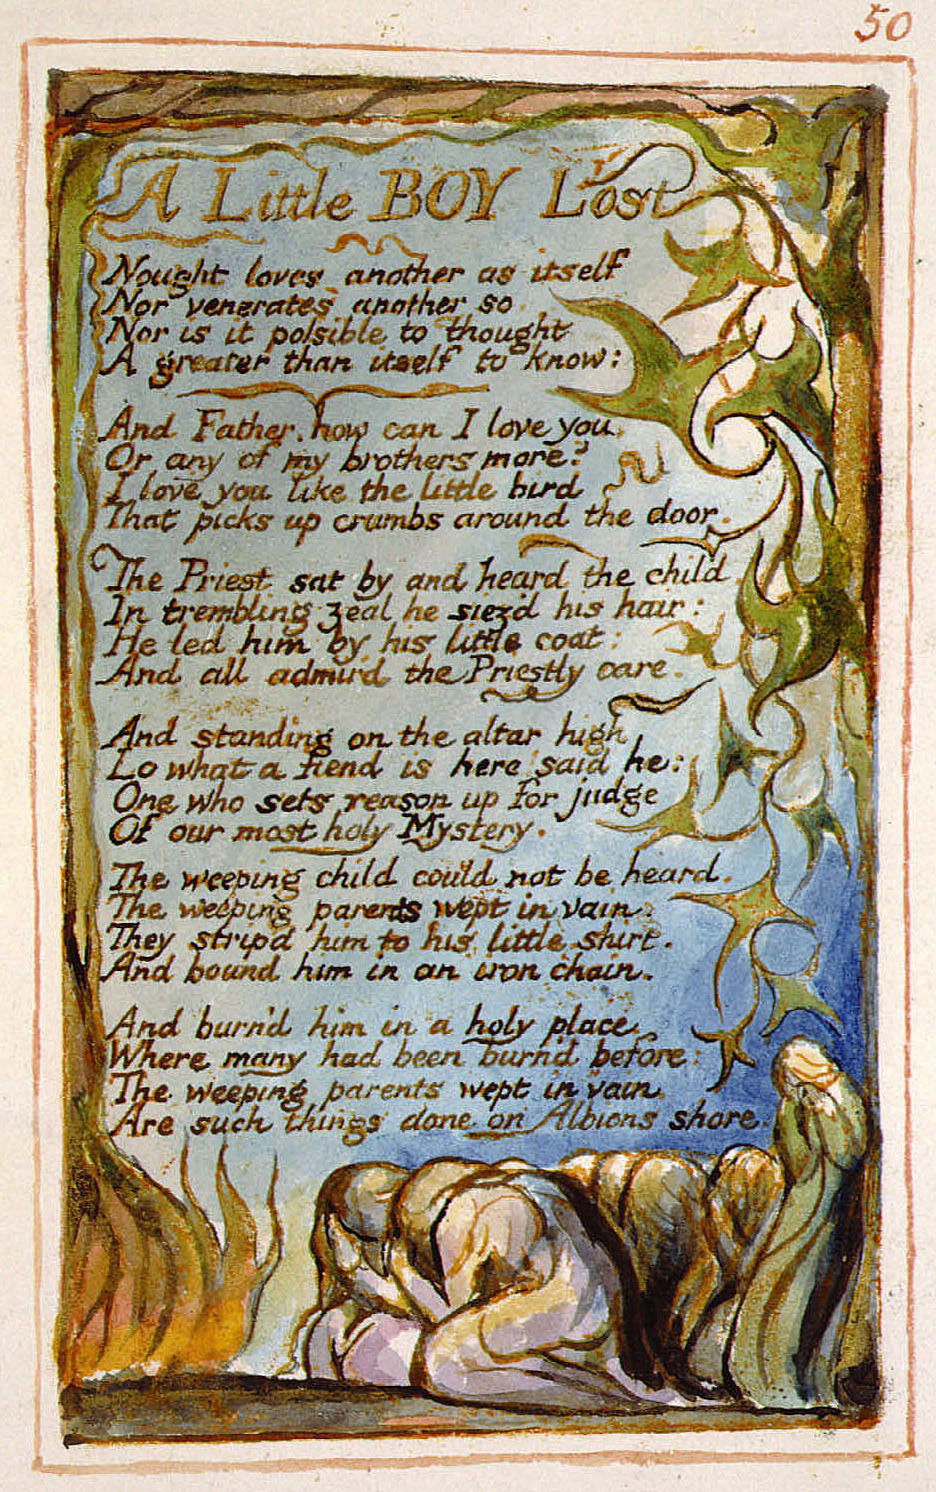 50
A Little BOY Lost
Nought loves another as itself
Nor venerates another so
Nor is it polsible to thought
A greater than itself to know:
And Father, how can I love you,
Or any of my brothers more?
I love you like the little bird
That picks up crumbs around the door.
The Priest sat by and heard the child
In trembling zeal he siez'd his hair:
He led him by his little coat:
And all admir'd the Priestly care.
And standing on the altar high,
Lo what a fiend is here said he:
One who sets reason up for judge
Of our most holy Mystery.
The weeping child could not be heard.
The weeping parents wept in vain:
They strip'd him to his little shirt.
And bound him in an iron chain.
And burn'd him in a holy place,
Where many had been burn'd before:
The weeping parents wept in vain.
Are such things done on Albions shore.